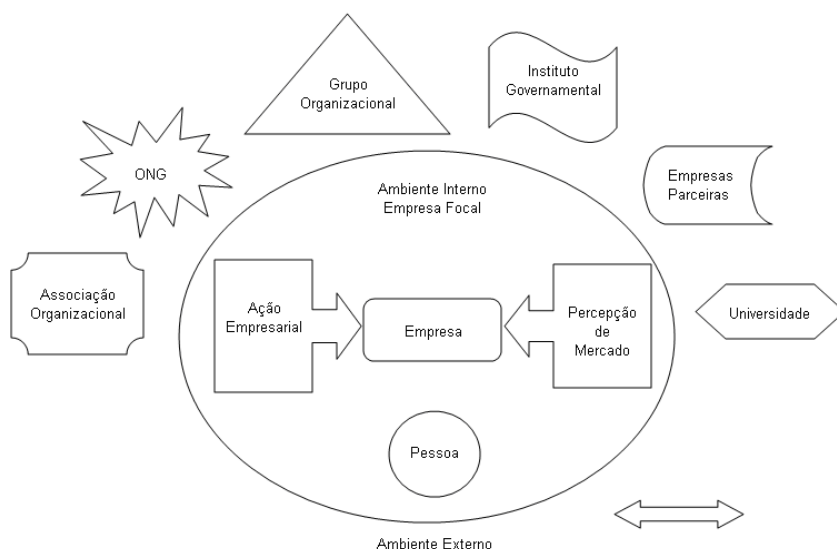 Grupo
Organizacional
Instituto
Governamental
ONG
Empresas
Parceiras
Ambiente Interno
Empresa Focal
Associação
Organizacional
Ação
Empresarial
Empresa
Percepção
de
Mercado
Universidade
Pessoa
Ambiente Externo